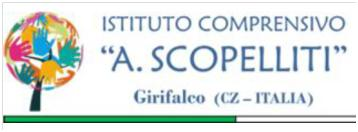 ISTITUTO COMPRENSIVO
“A. SCOPELLITI”
Girifalco (CZ – ITALIA)